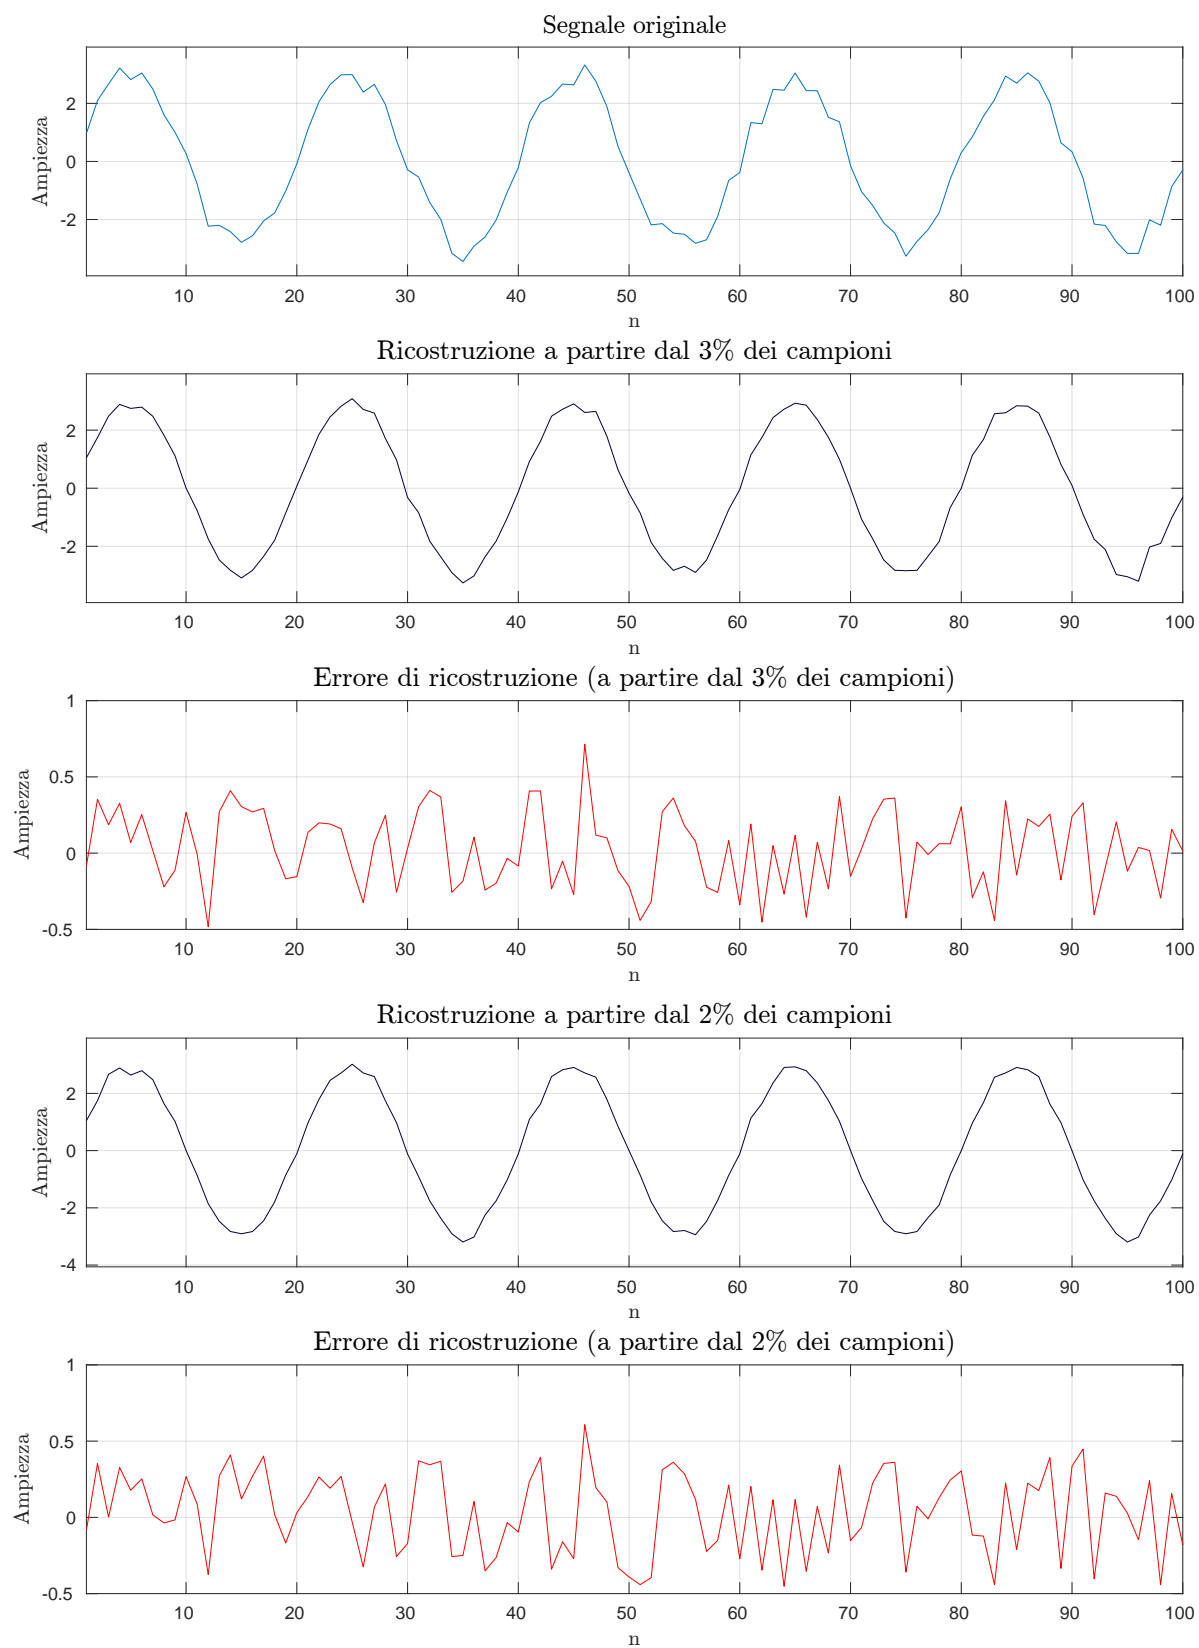 Segnale originale
2
0
-2
Ampiezza
10 20 30 40 50 60 70 80 90 100
n
Ricostruzione a partire dal 3% dei campioni
2
0
-2
Ampiezza
10 20 30 40 50 60 70 80 90 100
n
Errore di ricostruzione (a partire dal 3% dei campioni)
1
0.5
0
-0.5
Ampiezza
10 20 30 40 50 60 70 80 90 100
n
Ricostruzione a partire dal 2% dei campioni
2
0
-2
-4
Ampiezza
10 20 30 40 50 60 70 80 90 100
n
Errore di ricostruzione (a partire dal 2% dei campioni)
1
0.5
0
-0.5
Ampiezza
10 20 30 40 50 60 70 80 90 100
n